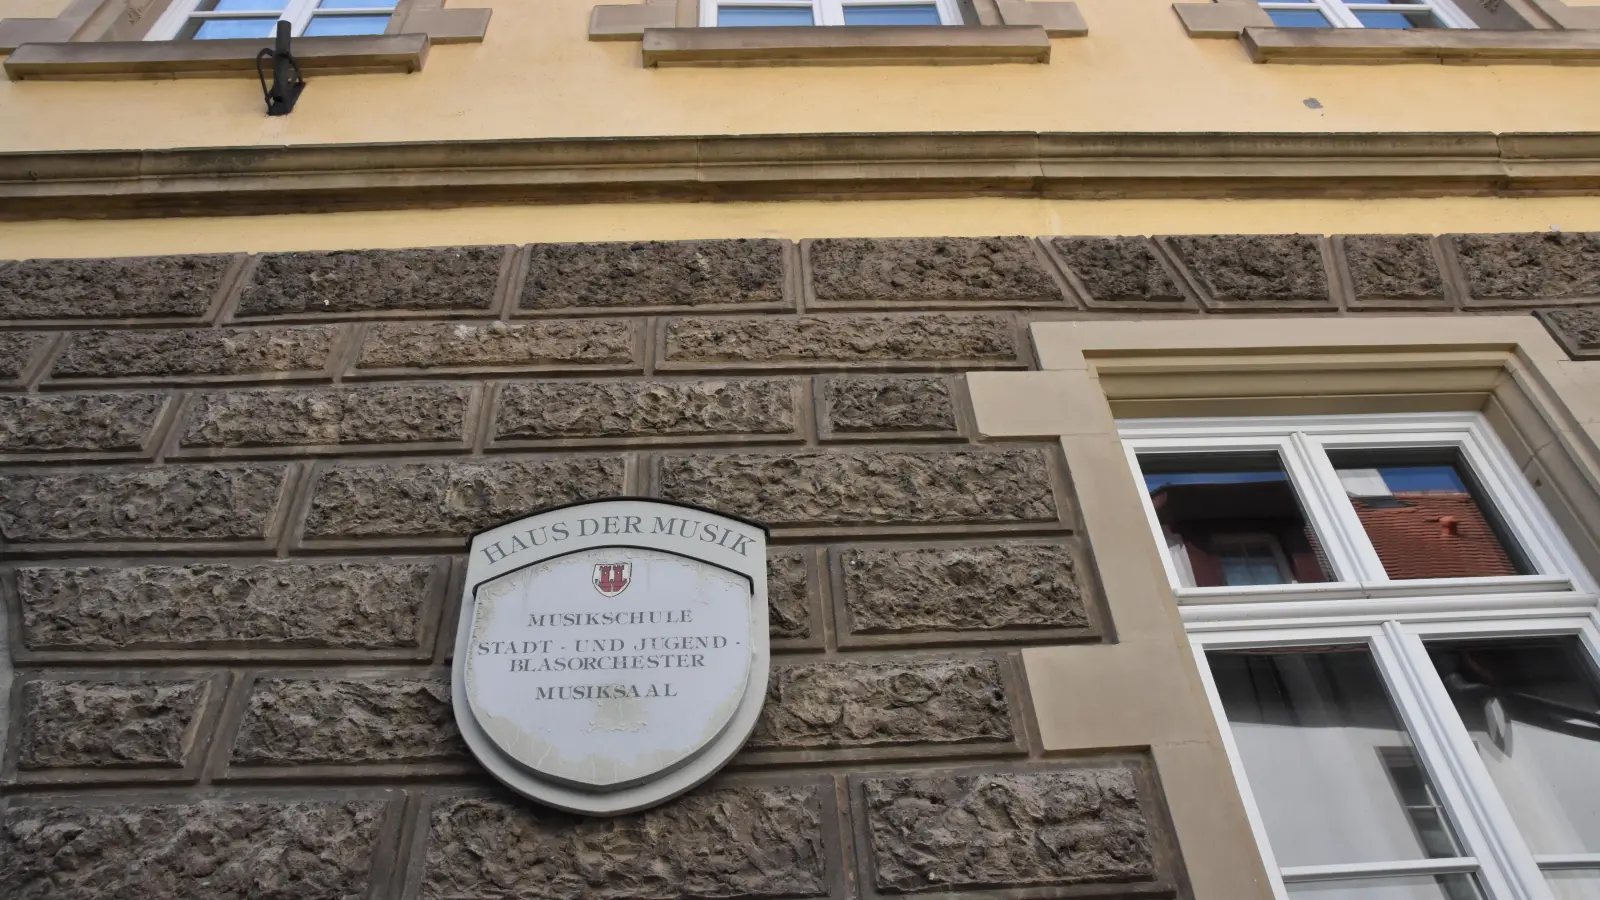 HAUS DER MUSIK
MUSIKSCHULE
STADT - UND JUGEND -
BLASORCHESTER
MUSIKSAAL